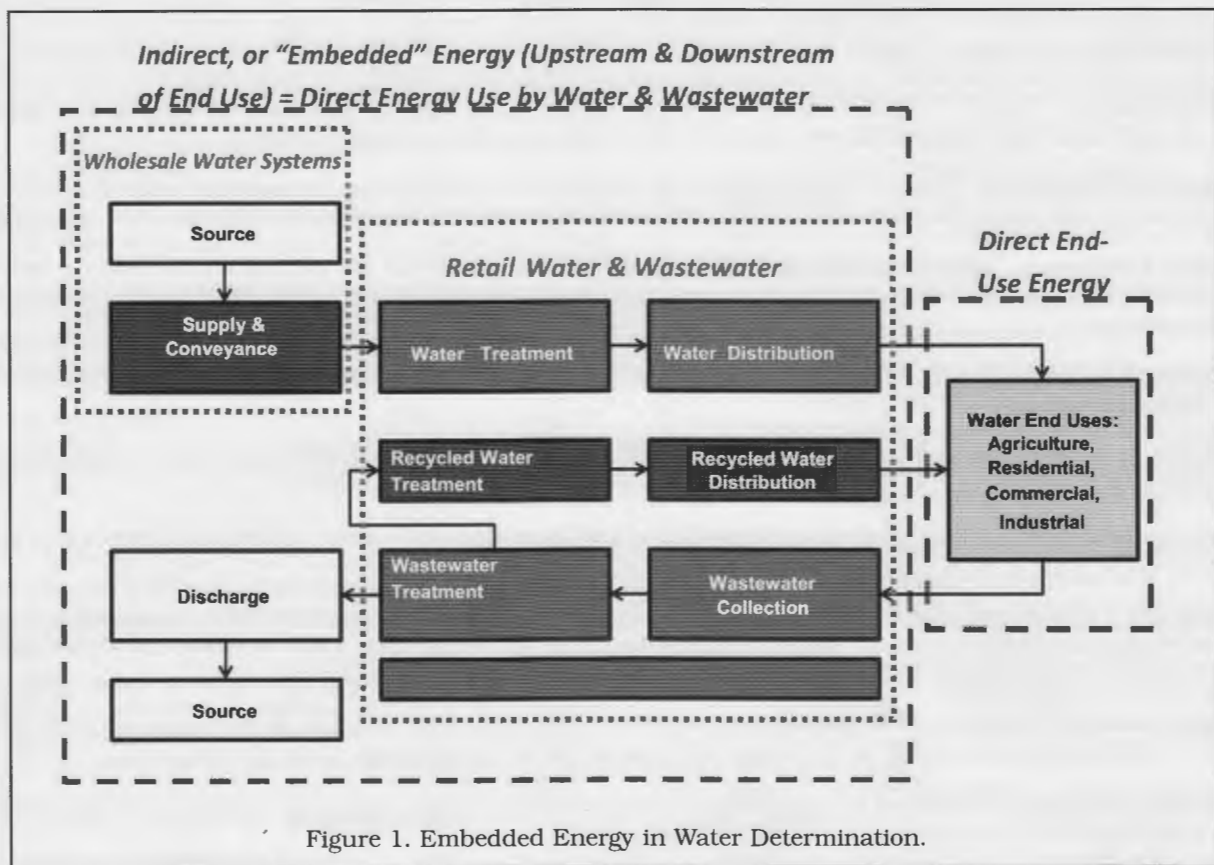 Indirect, or “Embedded” Energy (Upstream & Downstream
of End Use) = Direct Energy Use by Water & Wastewater
Wholesale Water Systems
Source
Supply &
Conveyance
Retail Water & Wastewater
Water Treatment
Water Distribution
Direct End-
Use Energy
Water End Uses:
Agriculture,
Residential,
Commercial,
Industrial
Recycled Water
Treatment
Recycled Water
Distribution
Wastewater
Treatment
Wastewater
Collection
Discharge
Source
Figure 1. Embedded Energy in Water Determination.